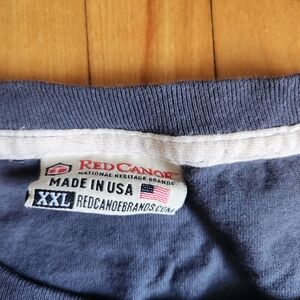 RED CANOE
NATIONAL HERITAGE BRANDS
MADE IN USA
XXL REDCANOEBRANDS.COM